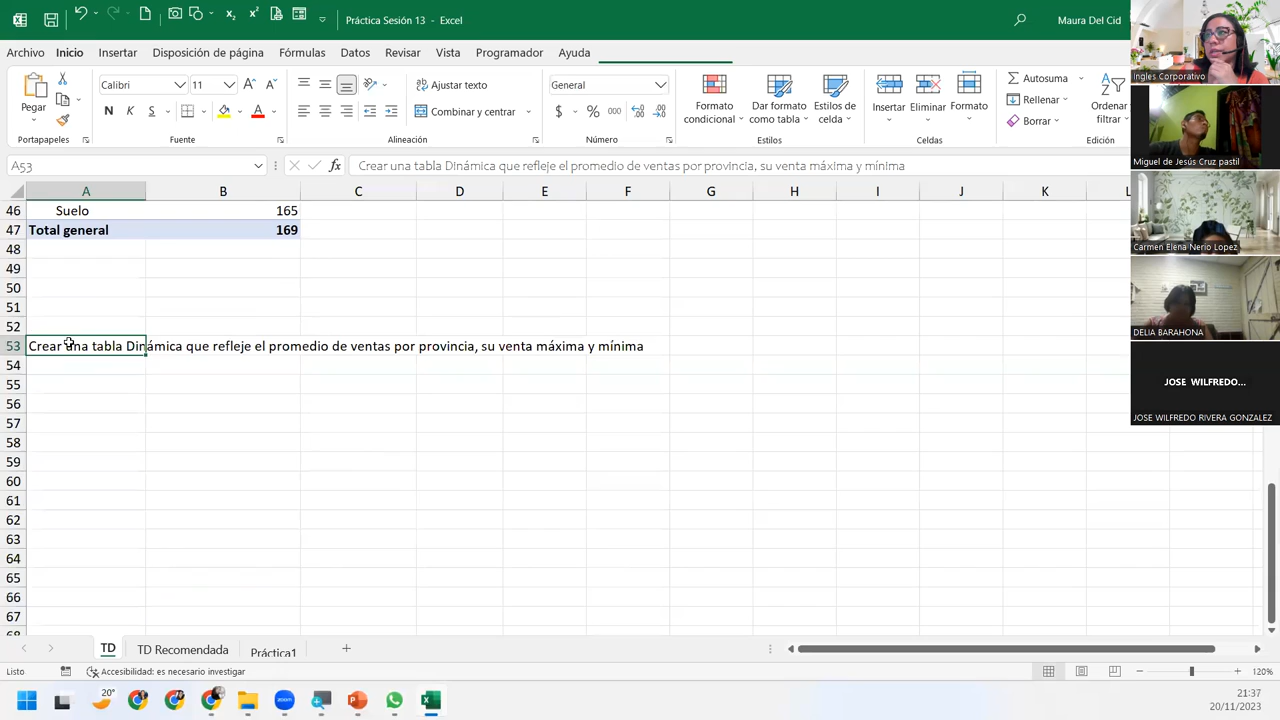 Práctica Sesión 13 - Excel
Maura Del Cid
Archivo Inicio Insertar Disposición de página Fórmulas Datos Revisar Vista Programador Ayuda
Pegar
Calibri 11
N K S
Ajustar texto
Combinar y centrar
General
$ % 000
Formato condicional
Dar formato como tabla
Estilos de celda
Insertar
Eliminar
Formato
Autosuma
Rellenar
Borrar
Ordenar filtrar
Portapapeles Fuente Alineación Número Estilos Celdas Edición
A53
fx Crear una tabla Dinámica que refleje el promedio de ventas por provincia, su venta máxima y mínima
A B C D E F G H I J K L
46 Suelo 165
47 Total general 169
48
49
50
51
52
53 Crear una tabla Dinámica que refleje el promedio de ventas por provincia, su venta máxima y mínima
54
55
56
57
58
59
60
61
62
63
64
65
66
67
68
TD TD Recomendada Práctica1
Listo Accesibilidad: es necesario investigar 120%
20°
zoom
21:37
20/11/2023
Ingles Corporativo
Miguel de Jesús Cruz pastil
Carmen Elena Nerio Lopez
DELIA BARAHONA
JOSE WILFREDO...
JOSE WILFREDO RIVERA GONZALEZ